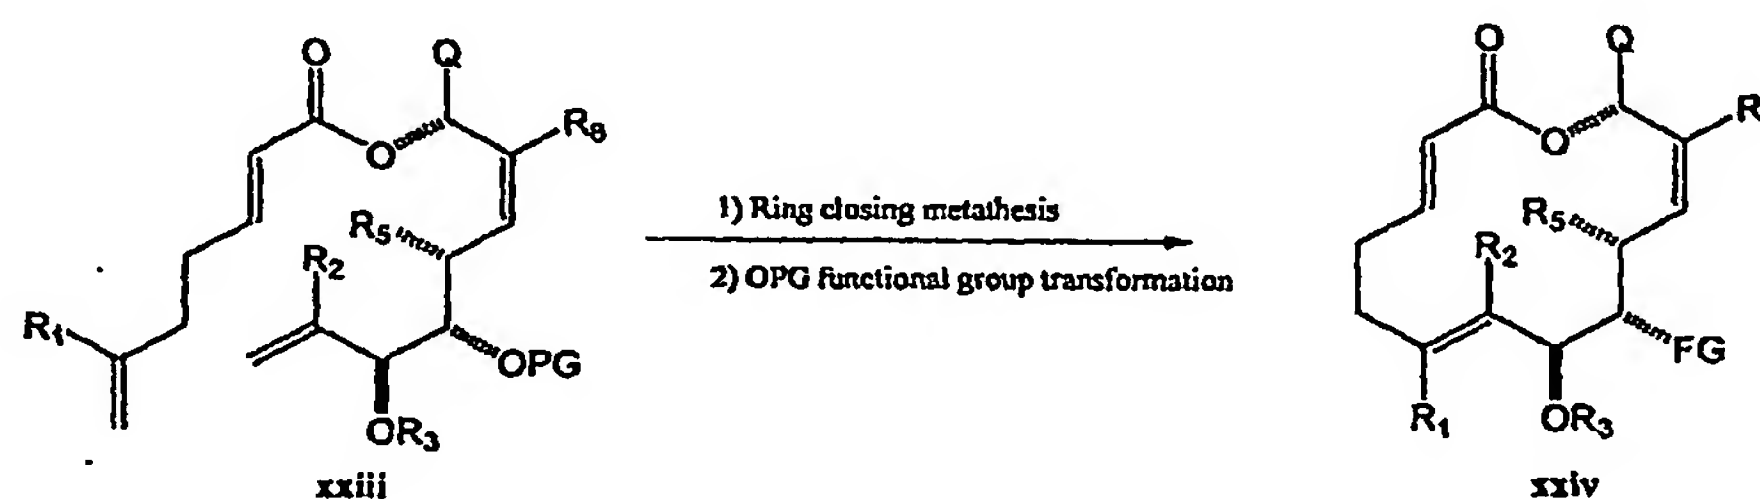 O Q
R8
O
1) Ring closing metathesis
2) OPG functional group transformation
R5
R2
R1
OPG
OR3
xxiii
O Q
R
O
R5
R2
FG
R1
OR3
xxiv